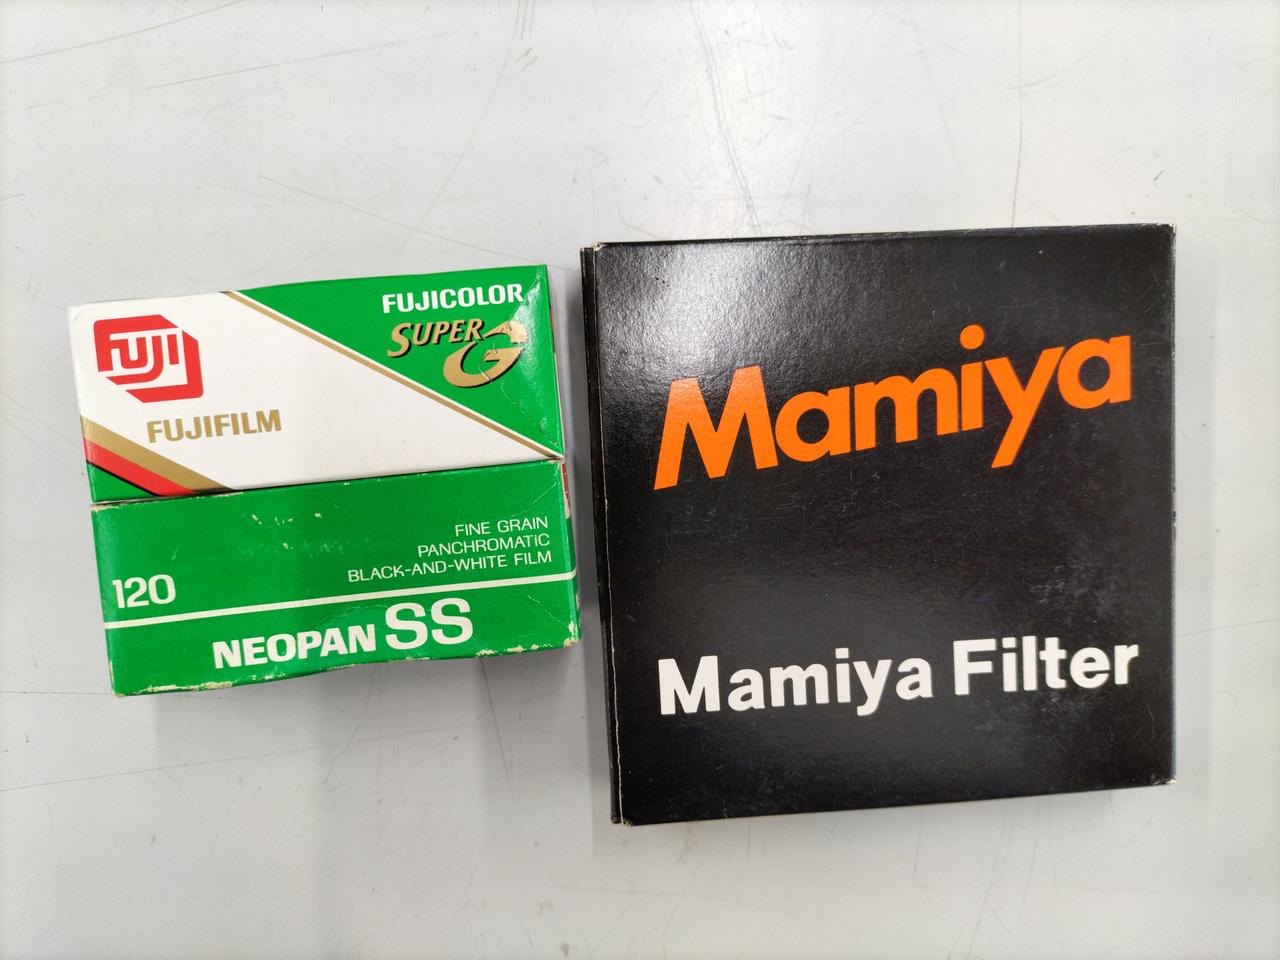 FUJI
FUJIFILM
FUJICOLOR
SUPER G
FINE GRAIN
PANCHROMATIC
BLACK-AND-WHITE FILM
120
NEOPAN SS
Mamiya
Mamiya Filter